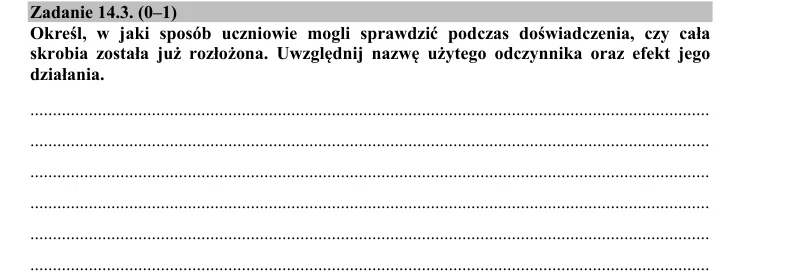 Zadanie 14.3. (0–1)
Określ, w jaki sposób uczniowie mogli sprawdzić podczas doświadczenia, czy cała
skrobia została już rozłożona. Uwzględnij nazwę użytego odczynnika oraz efekt jego
działania.